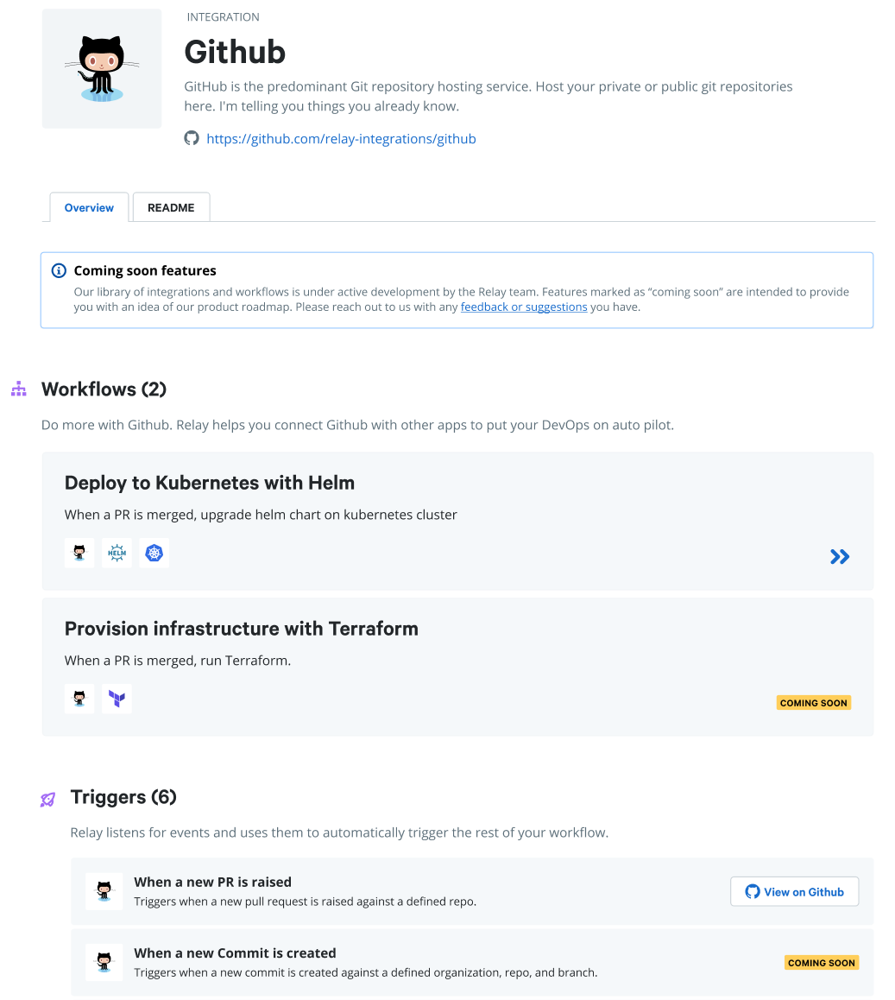 INTEGRATION
Github
GitHub is the predominant Git repository hosting service. Host your private or public git repositories
here. I'm telling you things you already know.
https://github.com/relay-integrations/github
Overview
README
Coming soon features
Our library of integrations and workflows is under active development by the Relay team. Features marked as “coming soon” are intended to provide
you with an idea of our product roadmap. Please reach out to us with any feedback or suggestions you have.
Workflows (2)
Do more with Github. Relay helps you connect Github with other apps to put your DevOps on auto pilot.
Deploy to Kubernetes with Helm
When a PR is merged, upgrade helm chart on kubernetes cluster
HELM
Provision infrastructure with Terraform
When a PR is merged, run Terraform.
COMING SOON
Triggers (6)
Relay listens for events and uses them to automatically trigger the rest of your workflow.
When a new PR is raised
Triggers when a new pull request is raised against a defined repo.
View on Github
When a new Commit is created
Triggers when a new commit is created against a defined organization, repo, and branch.
COMING SOON